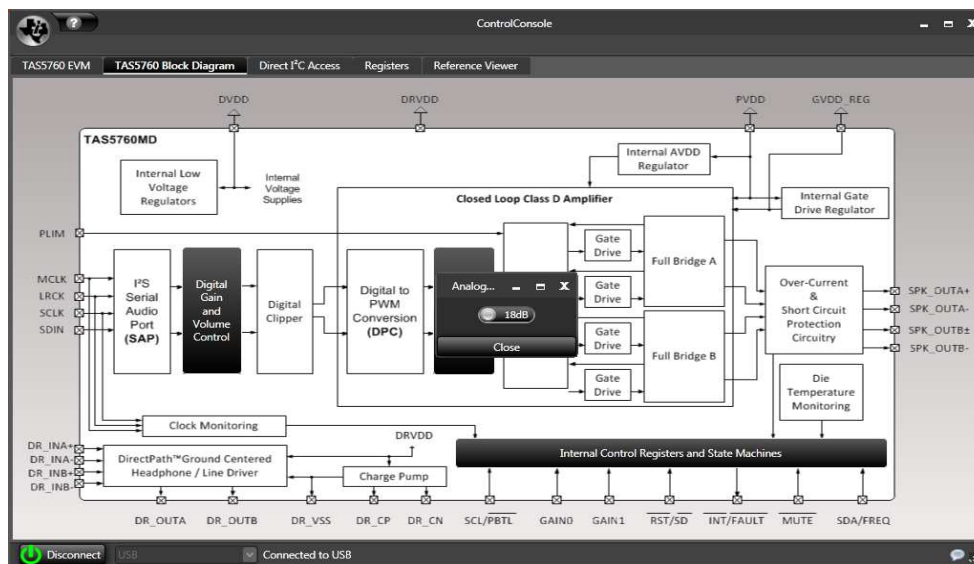 ?
ControlConsole
TAS5760 EVM
TAS5760 Block Diagram
Direct I²C Access
Registers
Reference Viewer
DVDD
DRVDD
PVDD
GVDD_REG
TAS5760MD
Internal Low
Voltage
Regulators
Internal
Voltage
Supplies
Internal AVDD
Regulator
Closed Loop Class D Amplifier
Internal Gate
Drive Regulator
PLIM
MCLK
LRCK
SCLK
SDIN
I²S
Serial
Audio
Port
(SAP)
Digital
Gain
and
Volume
Control
Digital
Clipper
Digital to
PWM
Conversion
(DPC)
Analog...
X
18dB
Close
Gate
Drive
Gate
Drive
Gate
Drive
Gate
Drive
Full Bridge A
Full Bridge B
Over-Current
&
Short Circuit
Protection
Circuitry
SPK_OUTA+
SPK_OUTA-
SPK_OUTB±
SPK_OUTB-
Die
Temperature
Monitoring
Clock Monitoring
DR_INA+
DR_INA-
DR_INB+
DR_INB-
DirectPath™Ground Centered
Headphone / Line Driver
DRVDD
Charge Pump
Internal Control Registers and State Machines
DR_OUTA
DR_OUTB
DR_VSS
DR_CP
DR_CN
SCL/PBTL
GAIN0
GAIN1
RST/SD
INT/FAULT
MUTE
SDA/FREQ
Disconnect
USB
Connected to USB